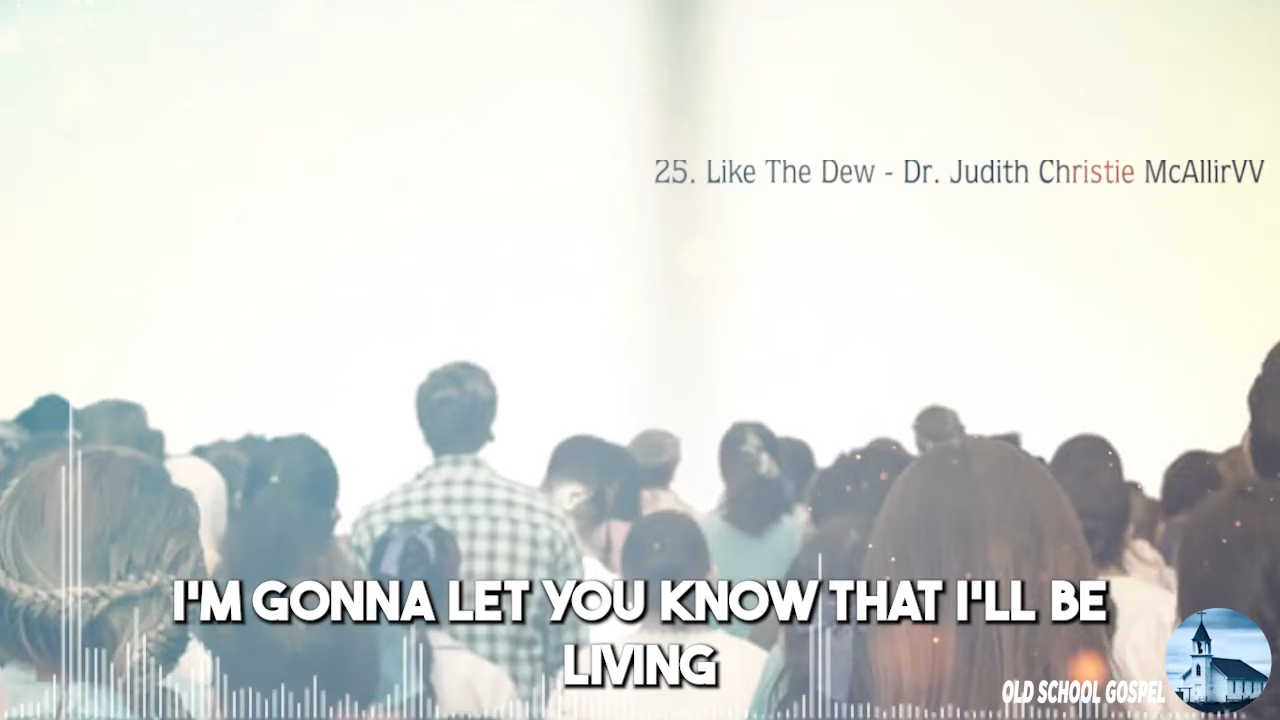 25. Like The Dew - Dr. Judith Christie McAllirVV
I'M GONNA LET YOU KNOW THAT I'LL BE
LIVING
OLD SCHOOL GOSPEL